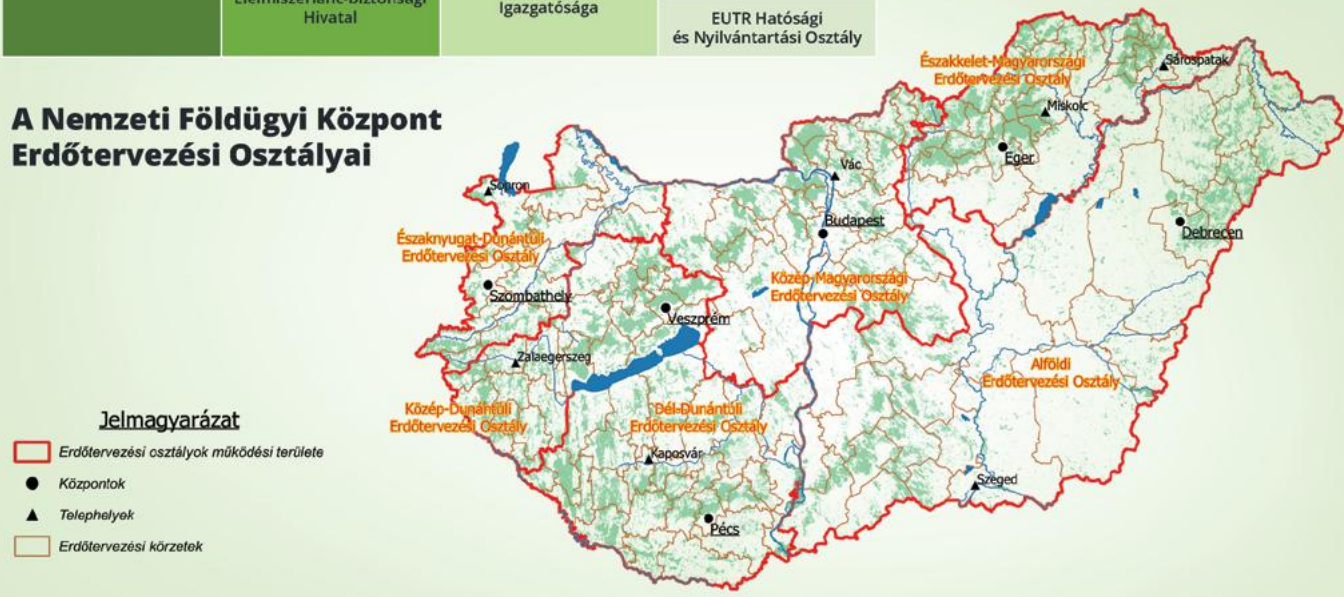 Élelmiszerlánc-biztonsági
Hivatal
Igazgatósága
EUTR Hatósági
és Nyilvántartási Osztály
A Nemzeti Földügyi Központ
Erdőtervezési Osztályai
Északkelet-Magyarországi
Erdőtervezési Osztály
Sárospatak
Miskolc
Eger
Vác
Sopron
Budapest
Debrecen
Északnyugat-Dunántúli
Erdőtervezési Osztály
Közép-Magyarországi
Erdőtervezési Osztály
Szombathely
Veszprém
Zalaegerszeg
Alföldi
Erdőtervezési Osztály
Közép-Dunántúli
Erdőtervezési Osztály
Dél-Dunántúli
Erdőtervezési Osztály
Kaposvár
Szeged
Pécs
Jelmagyarázat
Erdőtervezési osztályok működési területe
Központok
Telephelyek
Erdőtervezési körzetek